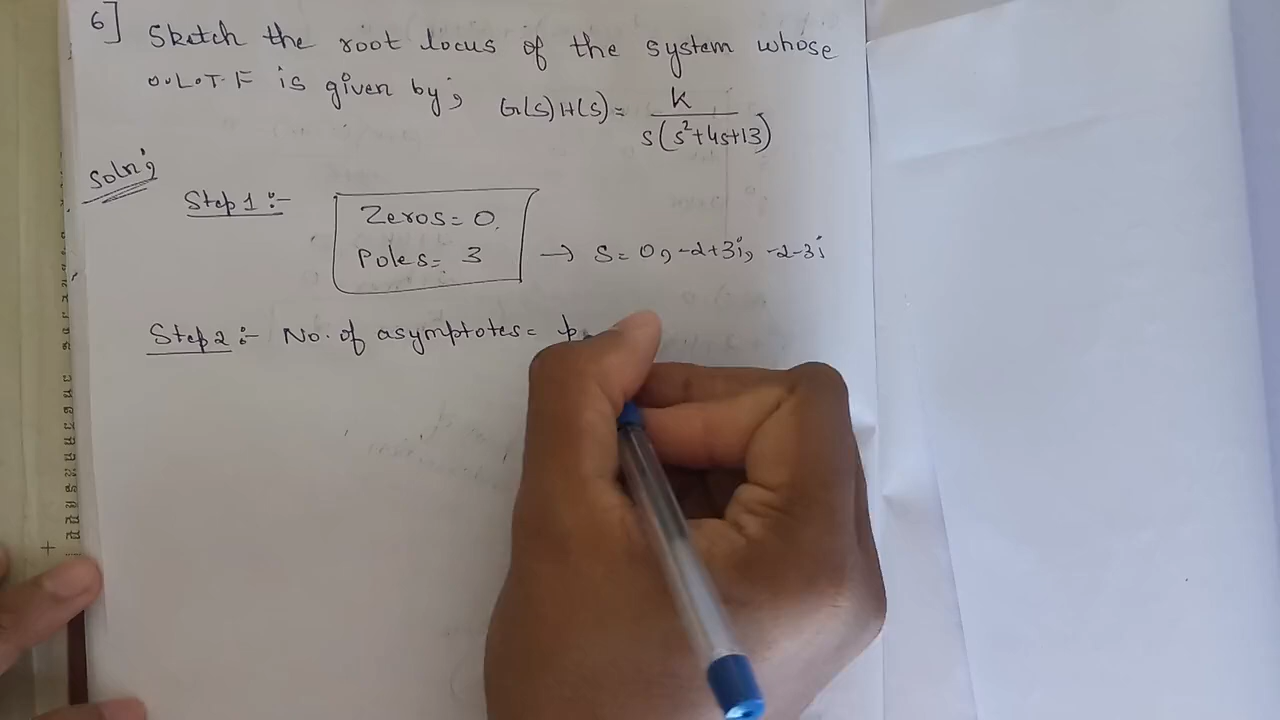 6] Sketch the root locus of the system whose
O.L.T.F is given by, G(s)H(s) = K / s(s²+4s+13)
Soln;
Step 1 :-
Zeros = 0.
Poles = 3 → s = 0, -2+3i, -2-3i
Step 2 :- No. of asymptotes = p-